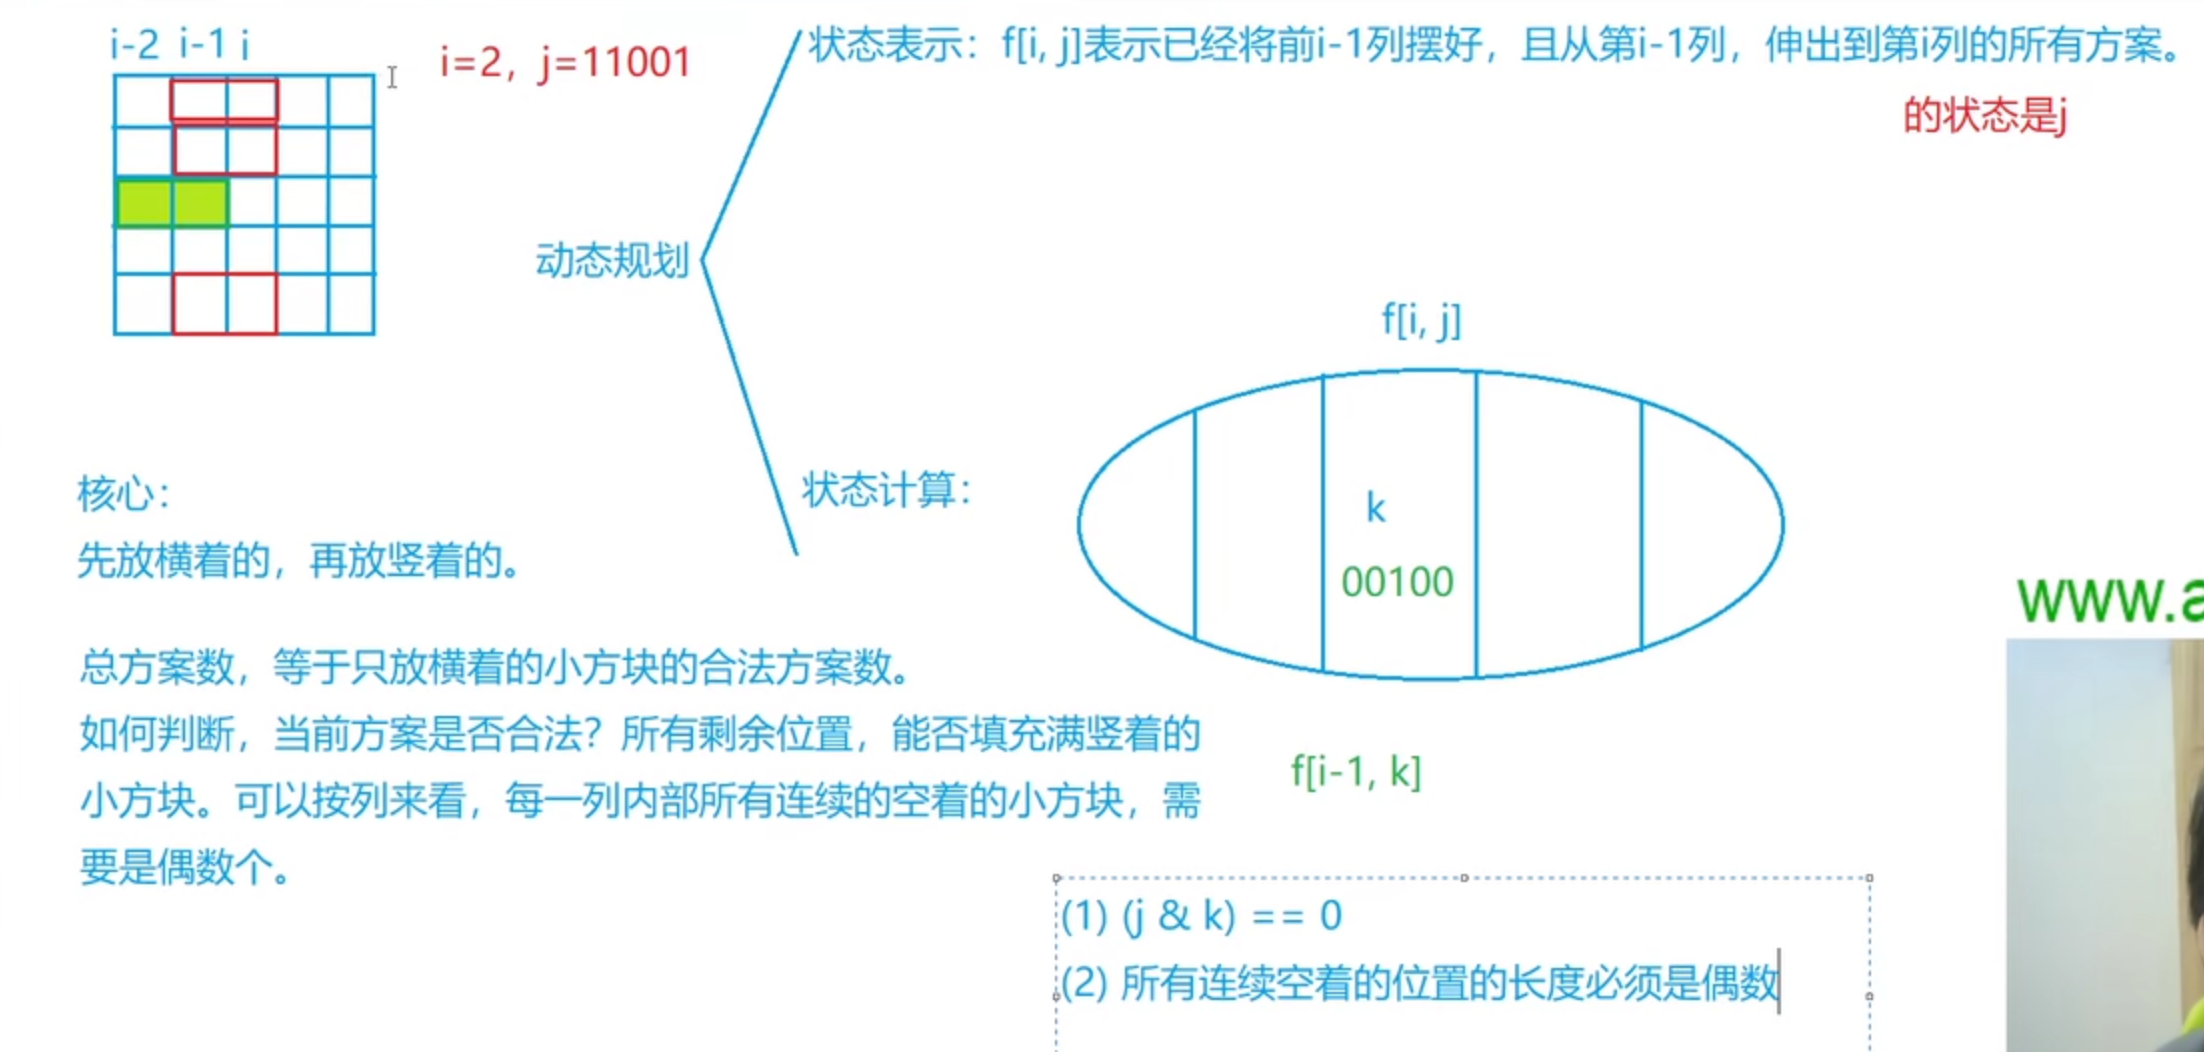 i-2 i-1 i
i=2，j=11001
状态表示：f[i, j]表示已经将前i-1列摆好，且从第i-1列，伸出到第i列的所有方案。
的状态是j
动态规划
f[i, j]
状态计算：
k
00100
核心：
先放横着的，再放竖着的。
总方案数，等于只放横着的小方块的合法方案数。
如何判断，当前方案是否合法？所有剩余位置，能否填充满竖着的
小方块。可以按列来看，每一列内部所有连续的空着的小方块，需
要是偶数个。
f[i-1, k]
(1) (j & k) == 0
(2) 所有连续空着的位置的长度必须是偶数
www.a